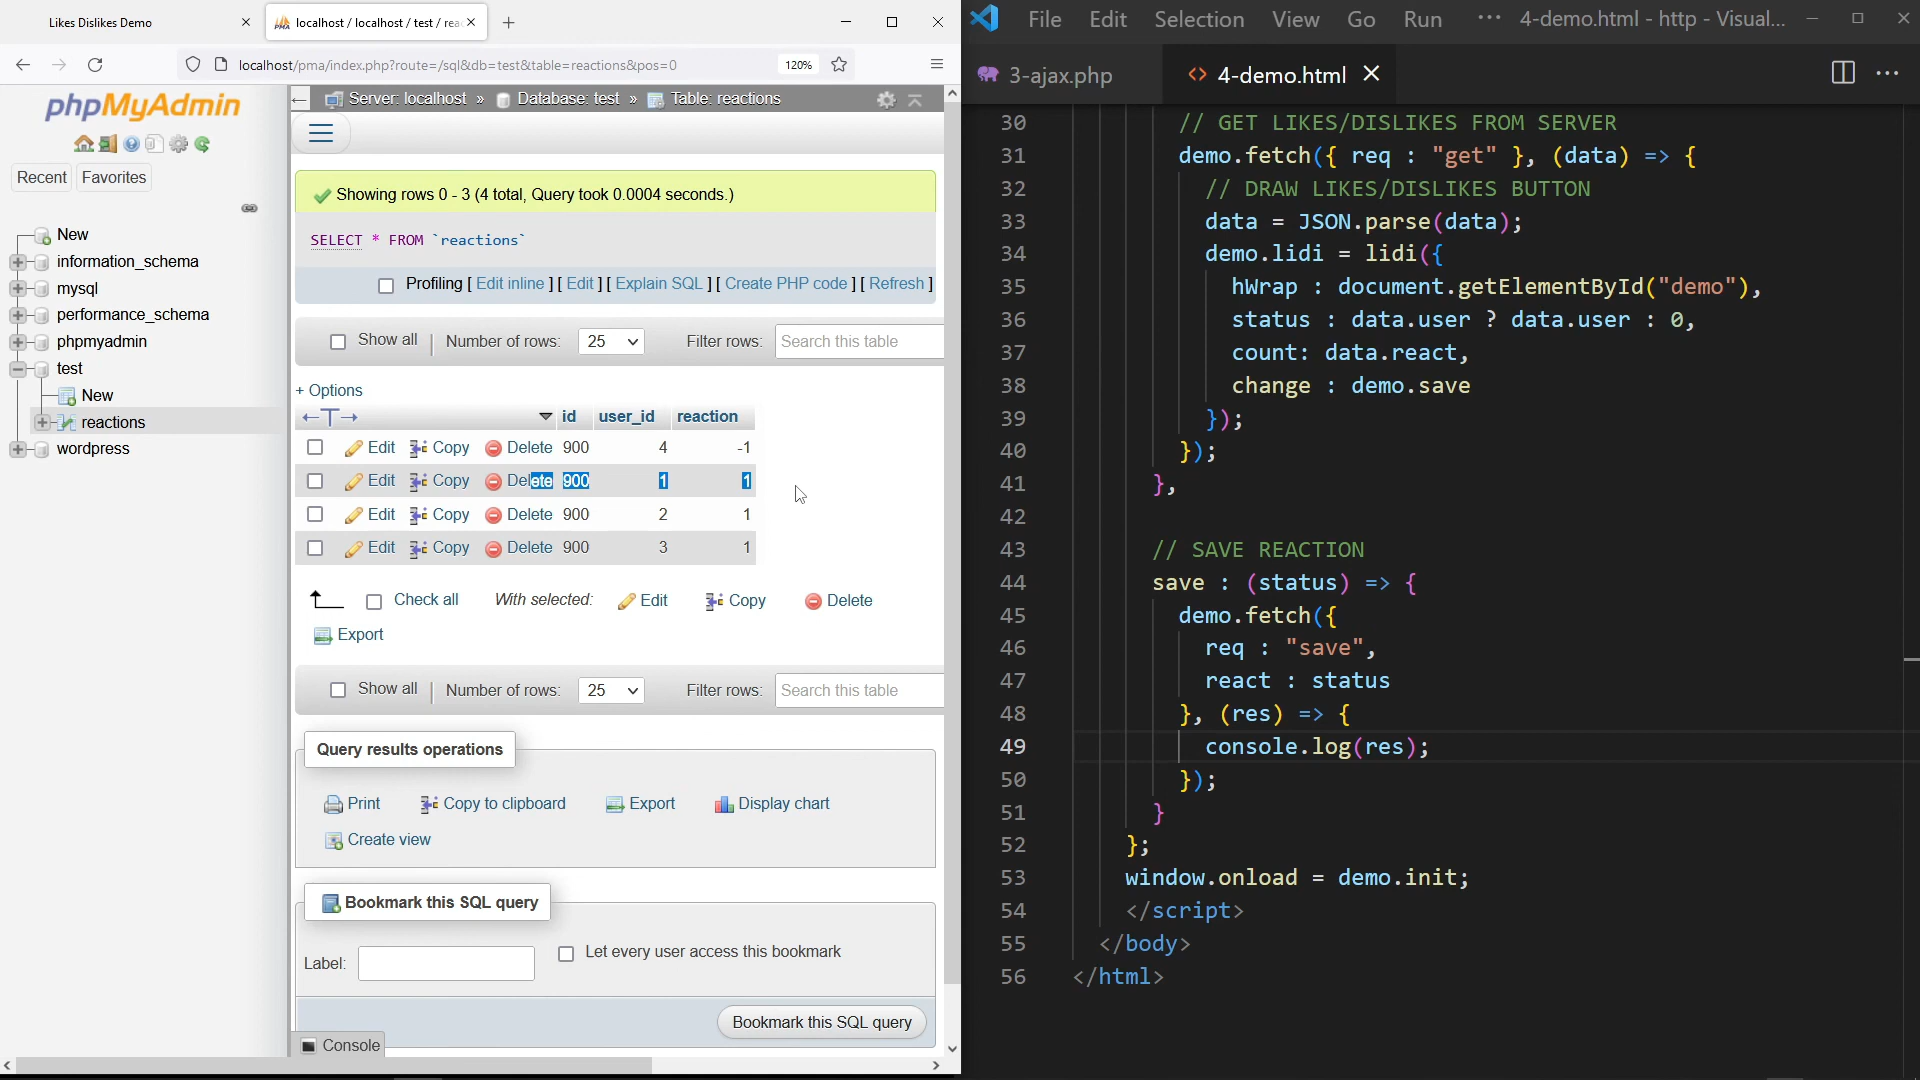 Likes Dislikes Demo
localhost / localhost / test / rea
localhost/pma/index.php?route=/sql&db=test&table=reactions&pos=0
120%
phpMyAdmin
Recent
Favorites
New
information_schema
mysql
performance_schema
phpmyadmin
test
New
reactions
wordpress
Server: localhost » Database: test » Table: reactions
Showing rows 0 - 3 (4 total, Query took 0.0004 seconds.)
SELECT * FROM `reactions`
Profiling [ Edit inline ] [ Edit ] [ Explain SQL ] [ Create PHP code ] [ Refresh ]
Show all | Number of rows: 25 Filter rows: Search this table
+ Options
←T→ id user_id reaction
Edit Copy Delete 900 4 -1
Edit Copy Delete 900 1 1
Edit Copy Delete 900 2 1
Edit Copy Delete 900 3 1
Check all With selected: Edit Copy Delete
Export
Show all | Number of rows: 25 Filter rows: Search this table
Query results operations
Print Copy to clipboard Export Display chart
Create view
Bookmark this SQL query
Label:
Let every user access this bookmark
Bookmark this SQL query
Console
File Edit Selection View Go Run ··· 4-demo.html - http - Visual...
3-ajax.php
<> 4-demo.html
30 // GET LIKES/DISLIKES FROM SERVER
31 demo.fetch({ req : "get" }, (data) => {
32 // DRAW LIKES/DISLIKES BUTTON
33 data = JSON.parse(data);
34 demo.lidi = lidi({
35 hWrap : document.getElementById("demo"),
36 status : data.user ? data.user : 0,
37 count: data.react,
38 change : demo.save
39 });
40 });
41 },
42
43 // SAVE REACTION
44 save : (status) => {
45 demo.fetch({
46 req : "save",
47 react : status
48 }, (res) => {
49 console.log(res);
50 });
51 }
52 };
53 window.onload = demo.init;
54 </script>
55 </body>
56 </html>